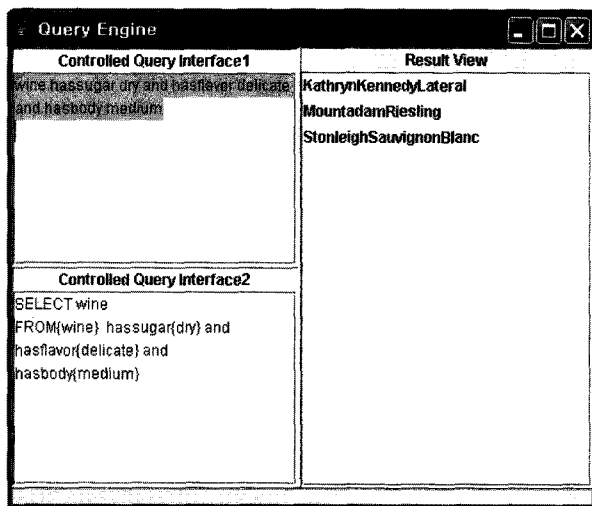 Query Engine
Controlled Query Interface1
wine hassugar dry and hasflavor delicate
and hasbody medium
Controlled Query Interface2
SELECT wine
FROM{wine} hassugar{dry} and
hasflavor{delicate} and
hasbody{medium}
Result View
KathrynKennedyLateral
MountadamRiesling
StonleighSauvignonBlanc